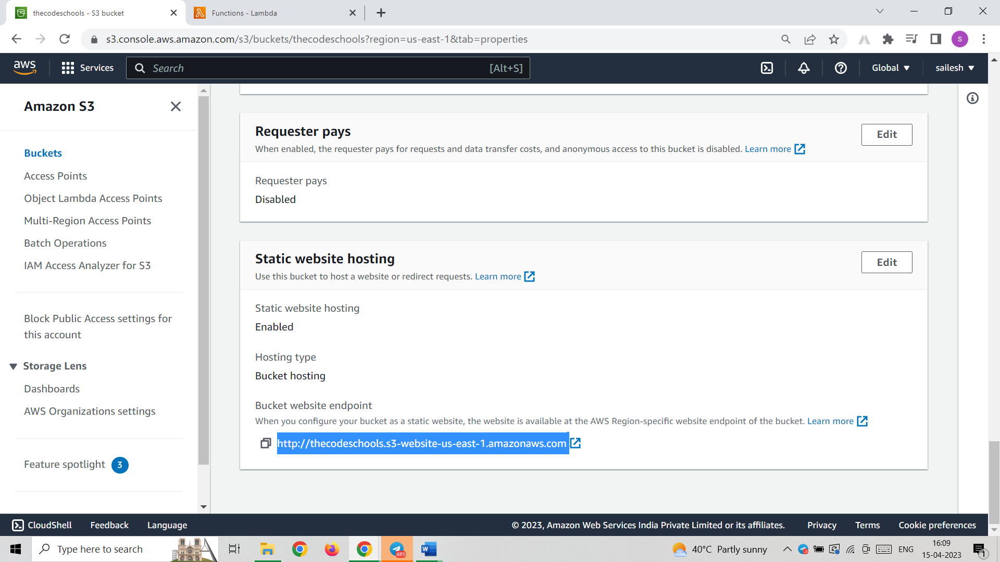 thecodeschools - S3 bucket
Functions - Lambda
s3.console.aws.amazon.com/s3/buckets/thecodeschools?region=us-east-1&tab=properties
S
aws
Services
Search
[Alt+S]
Global
sailesh
Amazon S3
Buckets
Access Points
Object Lambda Access Points
Multi-Region Access Points
Batch Operations
IAM Access Analyzer for S3
Block Public Access settings for
this account
Storage Lens
Dashboards
AWS Organizations settings
Feature spotlight 3
Requester pays
Edit
When enabled, the requester pays for requests and data transfer costs, and anonymous access to this bucket is disabled. Learn more
Requester pays
Disabled
Static website hosting
Edit
Use this bucket to host a website or redirect requests. Learn more
Static website hosting
Enabled
Hosting type
Bucket hosting
Bucket website endpoint
When you configure your bucket as a static website, the website is available at the AWS Region-specific website endpoint of the bucket. Learn more
http://thecodeschools.s3-website-us-east-1.amazonaws.com
CloudShell
Feedback
Language
© 2023, Amazon Web Services India Private Limited or its affiliates.
Privacy
Terms
Cookie preferences
Type here to search
489
W
40°C Partly sunny
ENG
16:09
15-04-2023
1